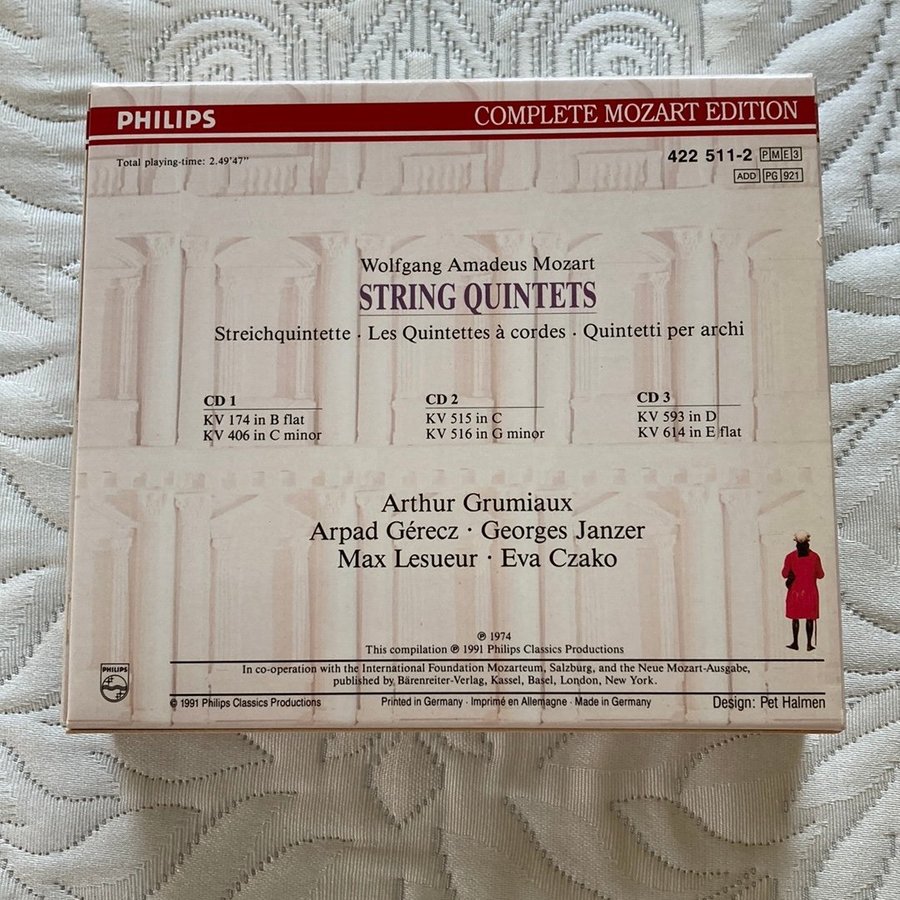 PHILIPS
COMPLETE MOZART EDITION
Total playing-time: 2.49'47"
422 511-2 PME3
ADD PG 921
Wolfgang Amadeus Mozart
STRING QUINTETS
Streichquintette · Les Quintettes à cordes · Quintetti per archi
CD 1
KV 174 in B flat
KV 406 in C minor
CD 2
KV 515 in C
KV 516 in G minor
CD 3
KV 593 in D
KV 614 in E flat
Arthur Grumiaux
Arpad Gérecz · Georges Janzer
Max Lesueur · Eva Czako
℗ 1974
This compilation ℗ 1991 Philips Classics Productions
In co-operation with the International Foundation Mozarteum, Salzburg, and the Neue Mozart-Ausgabe,
published by Bärenreiter-Verlag, Kassel, Basel, London, New York.
PHILIPS
© 1991 Philips Classics Productions
Printed in Germany · Imprimé en Allemagne · Made in Germany
Design: Pet Halmen